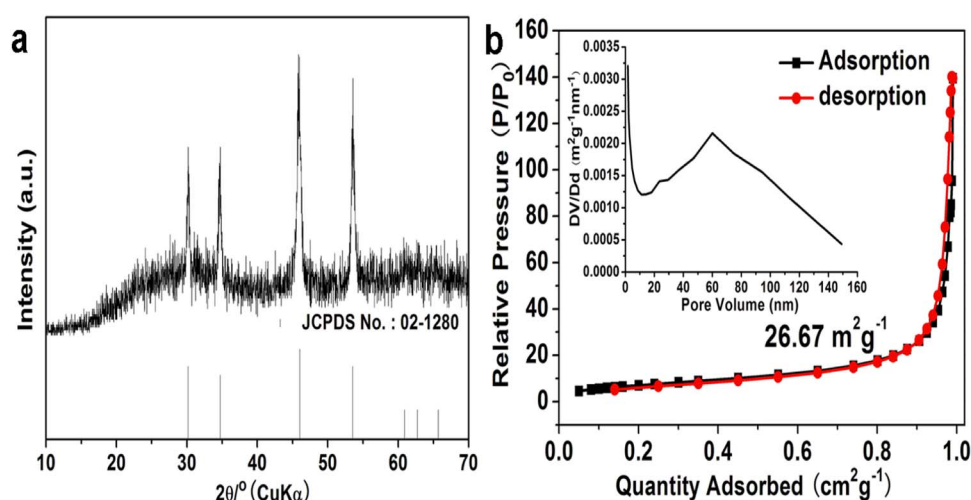 a
Intensity (a.u.)
JCPDS No. : 02-1280
10 20 30 40 50 60 70
2θ/° (CuKα)
b
Relative Pressure (P/P0)
160
140
120
100
80
60
40
20
0
Adsorption
desorption
DV/Dd (m²g⁻¹nm⁻¹)
0.0035
0.0030
0.0025
0.0020
0.0015
0.0010
0.0005
0.0000
0 20 40 60 80 100 120 140 160
Pore Volume (nm)
26.67 m²g⁻¹
0.0 0.2 0.4 0.6 0.8 1.0
Quantity Adsorbed (cm²g⁻¹)